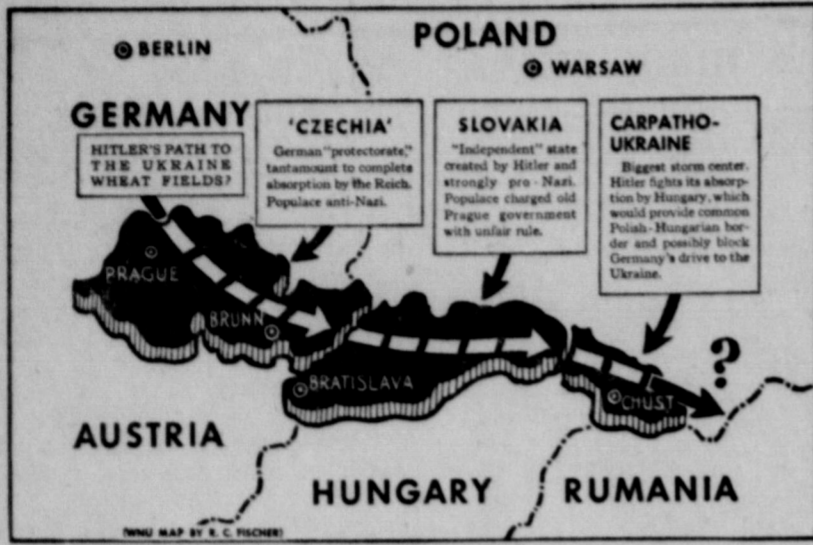 BERLIN
POLAND
WARSAW
GERMANY
HITLER'S PATH TO
THE UKRAINE
WHEAT FIELDS?
'CZECHIA'
German "protectorate,"
tantamount to complete
absorption by the Reich.
Populace anti-Nazi.
SLOVAKIA
"Independent" state
created by Hitler and
strongly pro-Nazi.
Populace charged old
Prague government
with unfair rule.
CARPATHO-
UKRAINE
Biggest storm center.
Hitler fights its absorp-
tion by Hungary, which
would provide common
Polish-Hungarian bor-
der and possibly block
Germany's drive to the
Ukraine.
PRAGUE
BRUNN
BRATISLAVA
CHUST
?
AUSTRIA
HUNGARY
RUMANIA
(WNU MAP BY R. C. FISCHER)